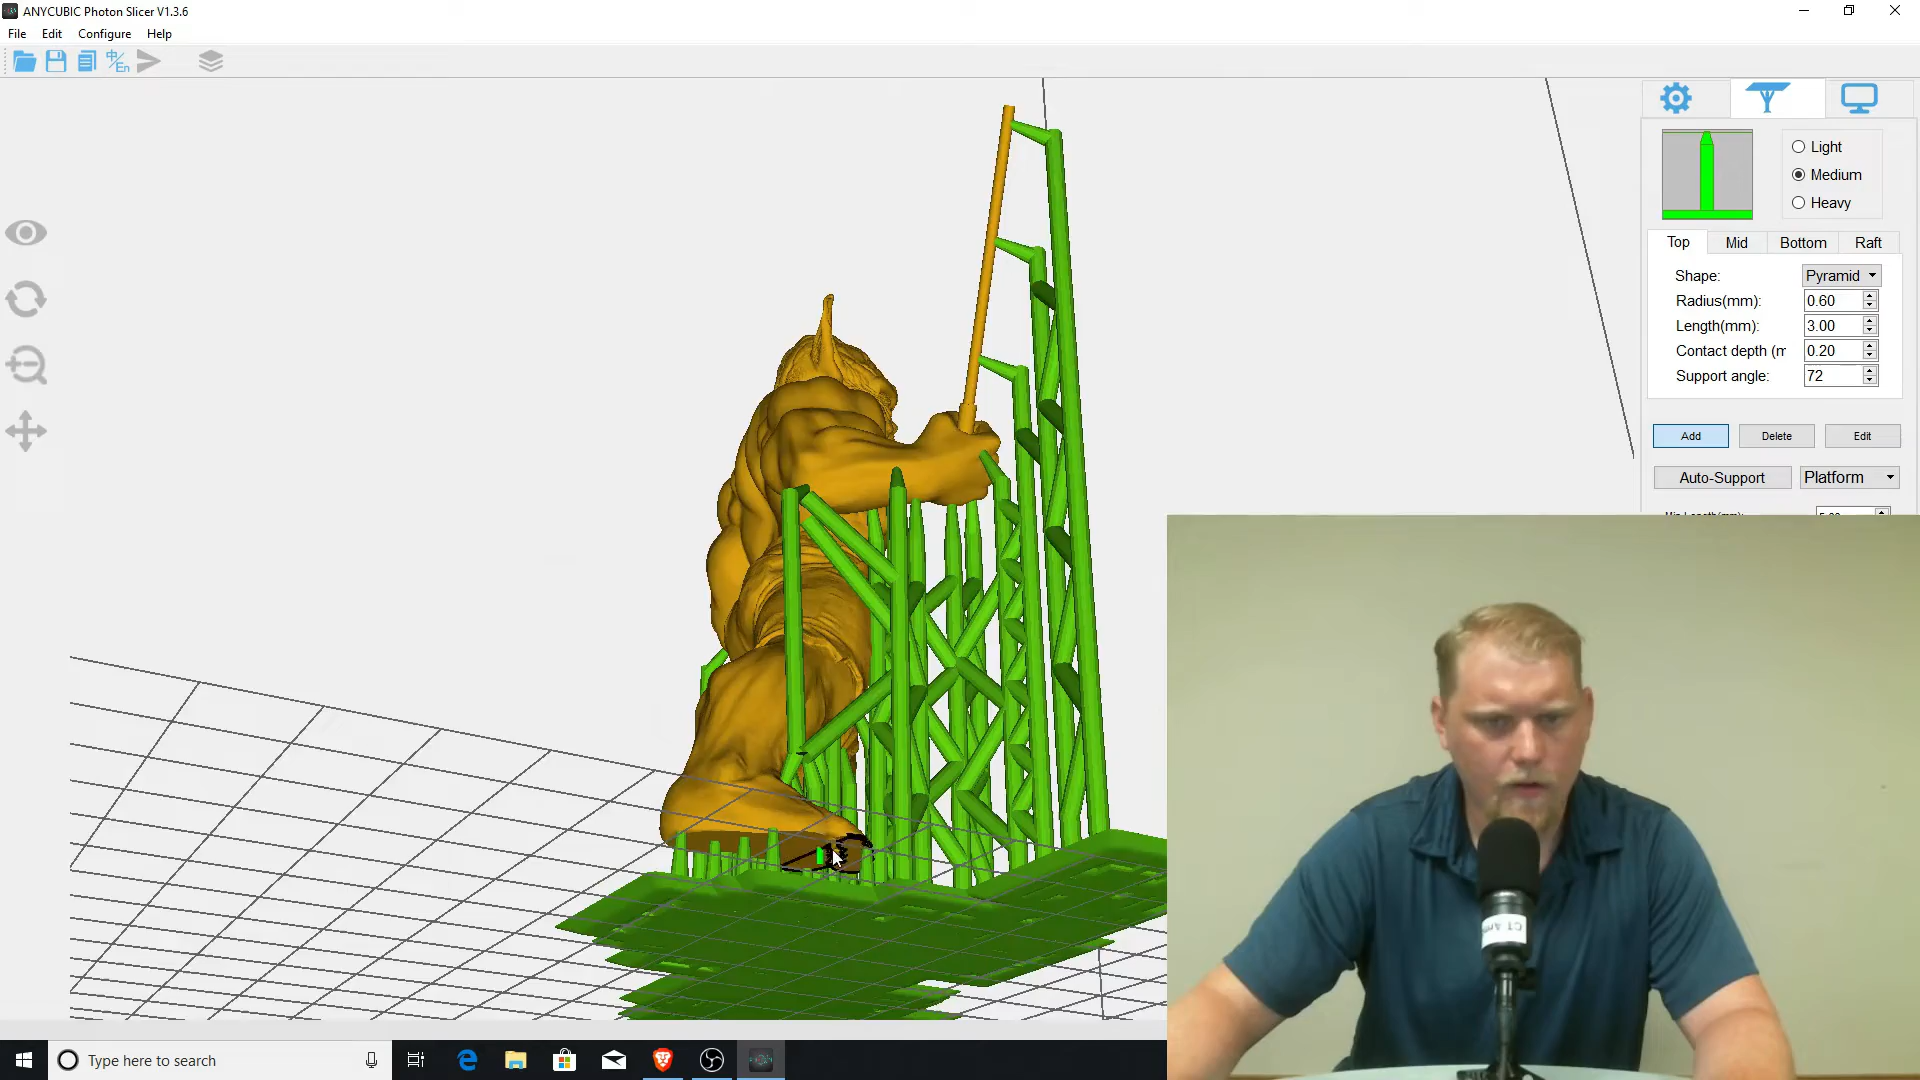 ANYCUBIC Photon Slicer V1.3.6
File Edit Configure Help
中/En
Light
Medium
Heavy
Top Mid Bottom Raft
Shape: Pyramid
Radius(mm): 0.60
Length(mm): 3.00
Contact depth (m 0.20
Support angle: 72
Add Delete Edit
Auto-Support Platform
Type here to search